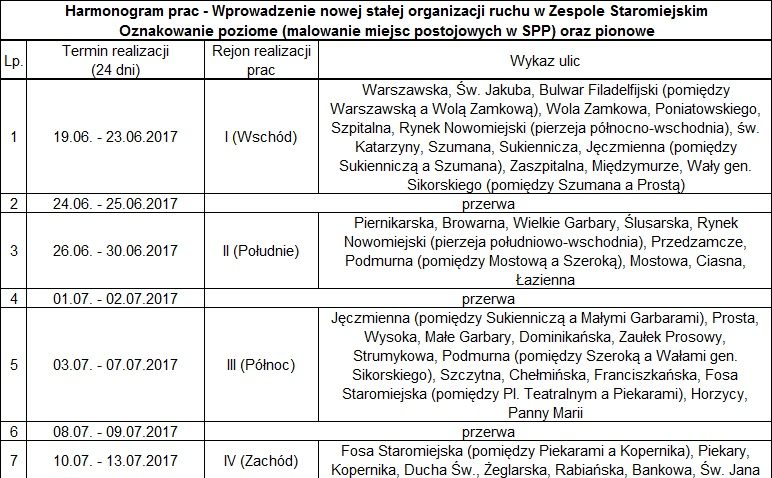 Harmonogram prac - Wprowadzenie nowej stałej organizacji ruchu w Zespole Staromiejskim
Oznakowanie poziome (malowanie miejsc postojowych w SPP) oraz pionowe
Lp.
Termin realizacji
(24 dni)
Rejon realizacji
prac
Wykaz ulic
1
19.06. - 23.06.2017
I (Wschód)
Warszawska, Św. Jakuba, Bulwar Filadelfijski (pomiędzy
Warszawską a Wolą Zamkową), Wola Zamkowa, Poniatowskiego,
Szpitalna, Rynek Nowomiejski (pierzeja północno-wschodnia), św.
Katarzyny, Szumana, Sukiennicza, Jęczmienna (pomiędzy
Sukienniczą a Szumana), Zaszpitalna, Międzymurze, Wały gen.
Sikorskiego (pomiędzy Szumana a Prostą)
2
24.06. - 25.06.2017
przerwa
3
26.06. - 30.06.2017
II (Południe)
Piernikarska, Browarna, Wielkie Garbary, Ślusarska, Rynek
Nowomiejski (pierzeja południowo-wschodnia), Przedzamcze,
Podmurna (pomiędzy Mostową a Szeroką), Mostowa, Ciasna,
Łazienna
4
01.07. - 02.07.2017
przerwa
5
03.07. - 07.07.2017
III (Północ)
Jęczmienna (pomiędzy Sukienniczą a Małymi Garbarami), Prosta,
Wysoka, Małe Garbary, Dominikańska, Zaułek Prosowy,
Strumykowa, Podmurna (pomiędzy Szeroką a Wałami gen.
Sikorskiego), Szczytna, Chełmińska, Franciszkańska, Fosa
Staromiejska (pomiędzy Pl. Teatralnym a Piekarami), Horzycy,
Panny Marii
6
08.07. - 09.07.2017
przerwa
7
10.07. - 13.07.2017
IV (Zachód)
Fosa Staromiejska (pomiędzy Piekarami a Kopernika), Piekary,
Kopernika, Ducha Św., Żeglarska, Rabiańska, Bankowa, Św. Jana